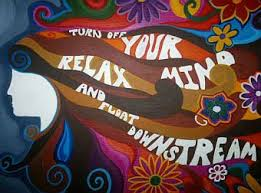 TURN OFF YOUR
RELAX MIND
AND FLOAT
DOWNSTREAM